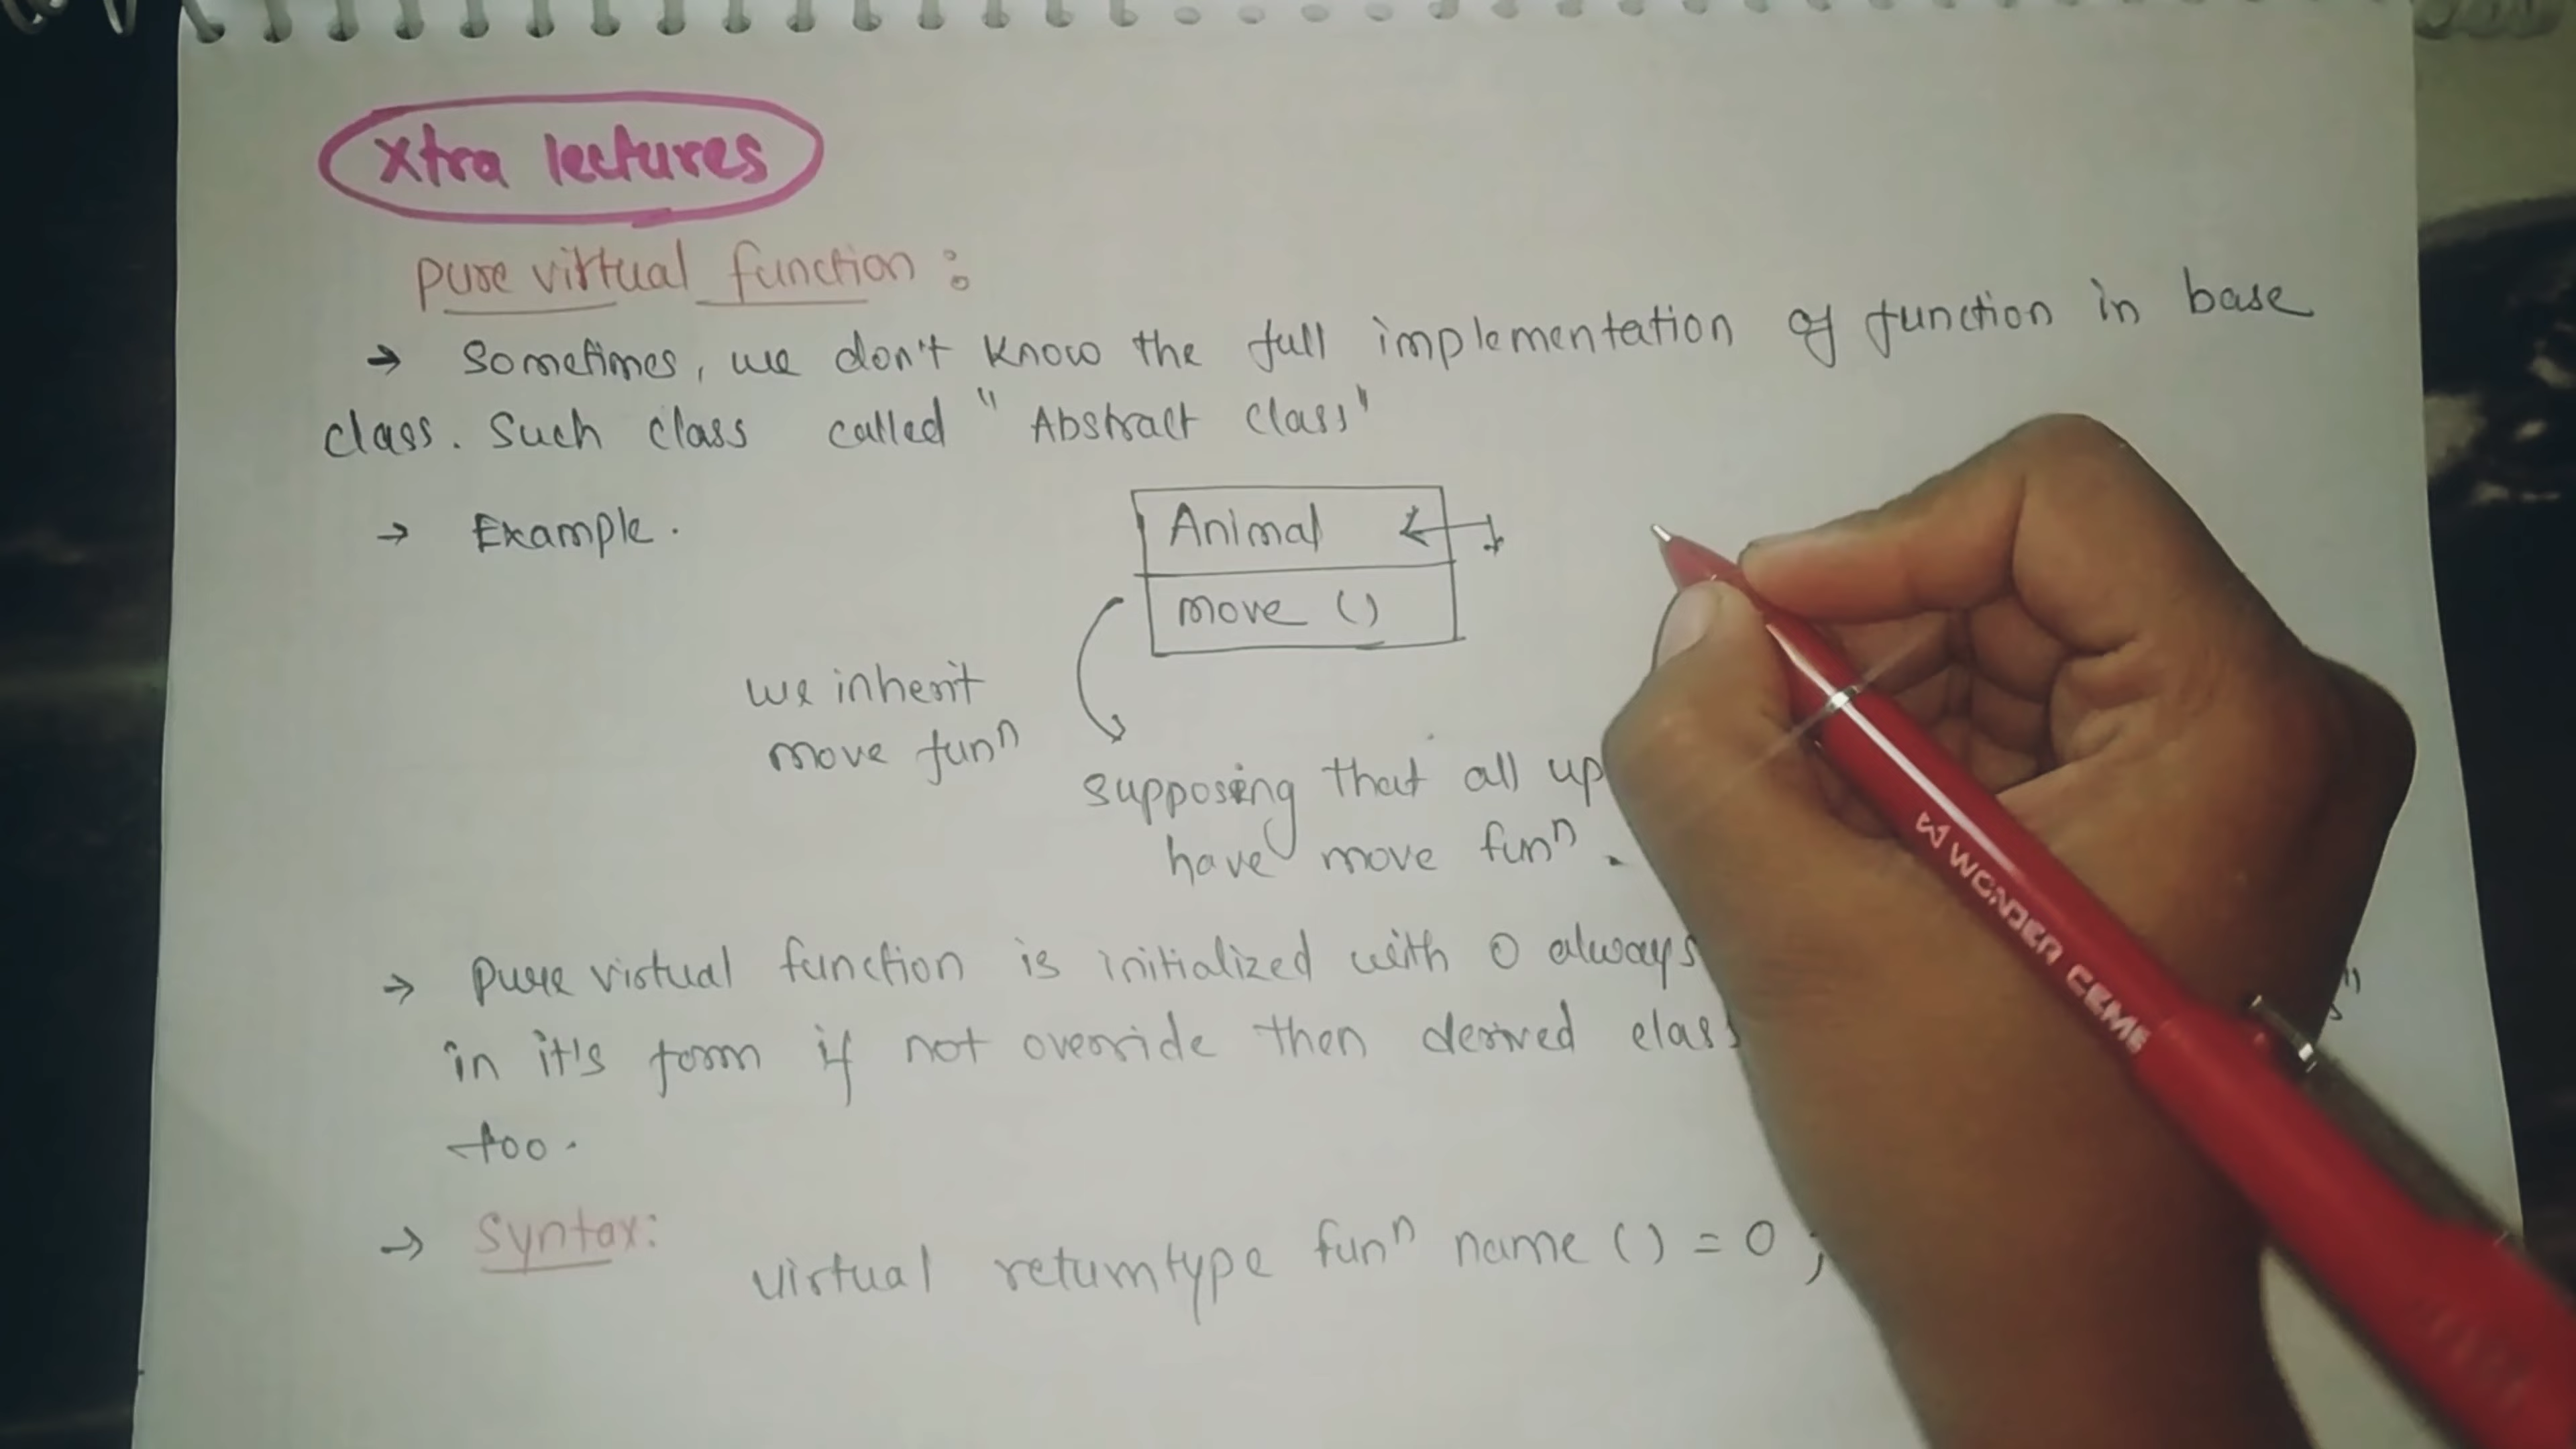 xtra lectures
pure virtual function :
→ Sometimes, we don't know the full implementation of function in base
class. Such class called "Abstract class"
→ Example.
Animal
move ()
we inherit
move funⁿ
supposing that all
have move funⁿ.
→ pure virtual function is initialized with 0 always
in it's form if not override then derived class
too.
→ Syntax:
virtual returntype funⁿ name () = 0 ;
WONDER CEME